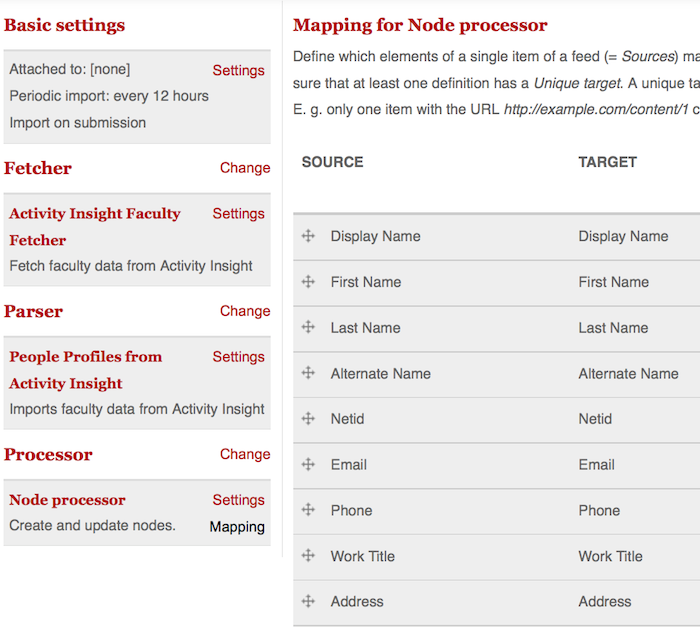 Basic settings
Attached to: [none] Settings
Periodic import: every 12 hours
Import on submission
Fetcher Change
Activity Insight Faculty Settings
Fetcher
Fetch faculty data from Activity Insight
Parser Change
People Profiles from Settings
Activity Insight
Imports faculty data from Activity Insight
Processor Change
Node processor Settings
Create and update nodes. Mapping
Mapping for Node processor
Define which elements of a single item of a feed (= Sources) ma
sure that at least one definition has a Unique target. A unique ta
E. g. only one item with the URL http://example.com/content/1 c
SOURCE TARGET
Display Name Display Name
First Name First Name
Last Name Last Name
Alternate Name Alternate Name
Netid Netid
Email Email
Phone Phone
Work Title Work Title
Address Address